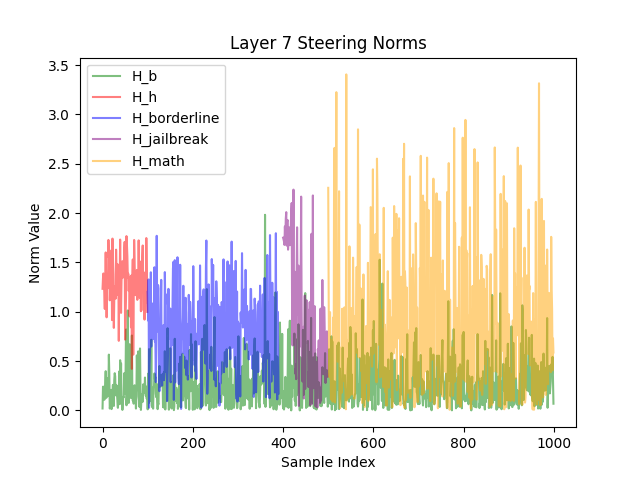 Layer 7 Steering Norms
3.5
3.0
2.5
2.0
1.5
1.0
0.5
0.0
Norm Value
H_b
H_h
H_borderline
H_jailbreak
H_math
0
200
400
600
800
1000
Sample Index